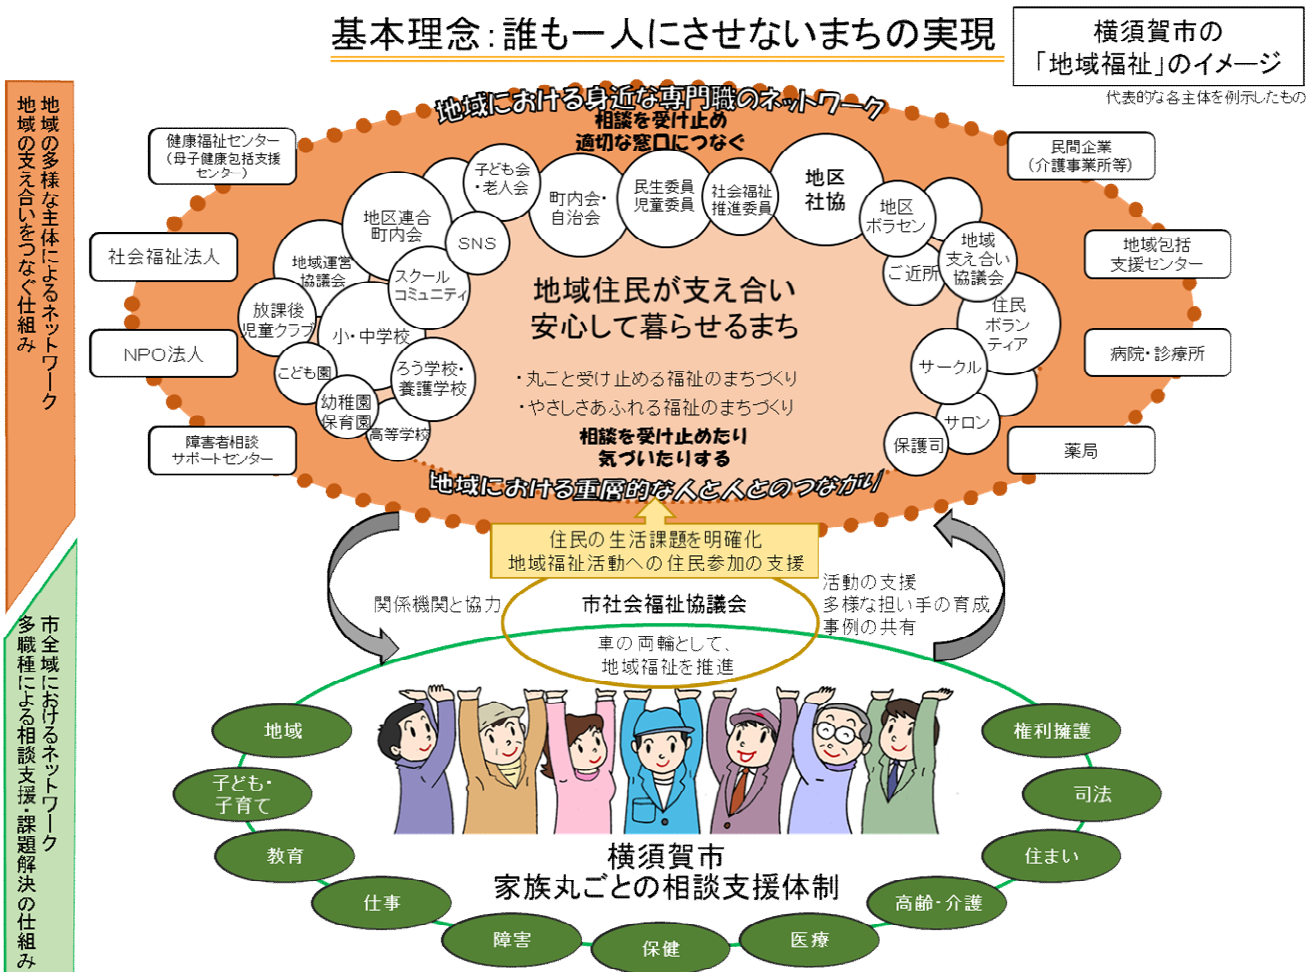 基本理念：誰も一人にさせないまちの実現
横須賀市の
「地域福祉」のイメージ
代表的な各主体を例示したもの
地域の多様な主体によるネットワーク
地域の支え合いをつなぐ仕組み
市全域におけるネットワーク
多職種による相談支援・課題解決の仕組み
地域における身近な専門職のネットワーク
相談を受け止め
適切な窓口につなぐ
健康福祉センター
（母子健康包括支援
センター）
社会福祉法人
NPO法人
障害者相談
サポートセンター
民間企業
（介護事業所等）
地域包括
支援センター
病院・診療所
薬局
子ども会
・老人会
町内会・
自治会
民生委員
児童委員
社会福祉
推進委員
地区
社協
地区
ボラセン
地区連合
町内会
SNS
地域運営
協議会
スクール
コミュニティ
放課後
児童クラブ
小・中学校
こども園
ろう学校・
養護学校
幼稚園
保育園
高等学校
ご近所
地域
支え合い
協議会
住民
ボラン
ティア
サークル
サロン
保護司
地域住民が支え合い
安心して暮らせるまち
・丸ごと受け止める福祉のまちづくり
・やさしさあふれる福祉のまちづくり
相談を受け止めたり
気づいたりする
地域における重層的な人と人とのつながり
住民の生活課題を明確化
地域福祉活動への住民参加の支援
関係機関と協力
市社会福祉協議会
車の両輪として、
地域福祉を推進
活動の支援
多様な担い手の育成
事例の共有
地域
子ども・
子育て
教育
仕事
障害
保健
医療
高齢・介護
住まい
司法
権利擁護
横須賀市
家族丸ごとの相談支援体制